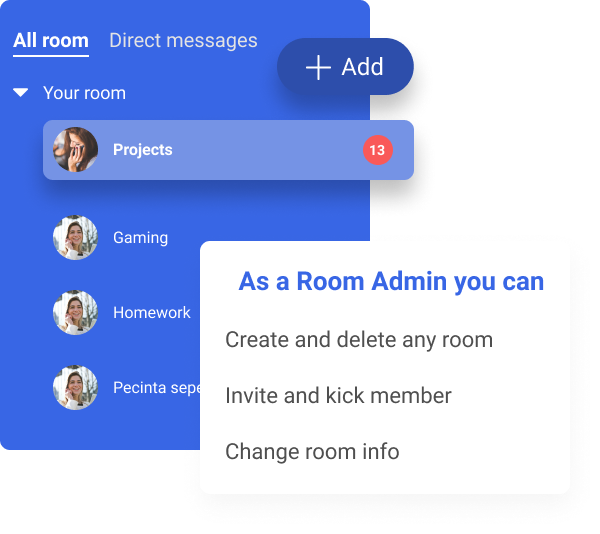 All room
Direct messages
Add
Your room
Projects
13
Gaming
Homework
Pecinta
As a Room Admin you can
Create and delete any room
Invite and kick member
Change room info